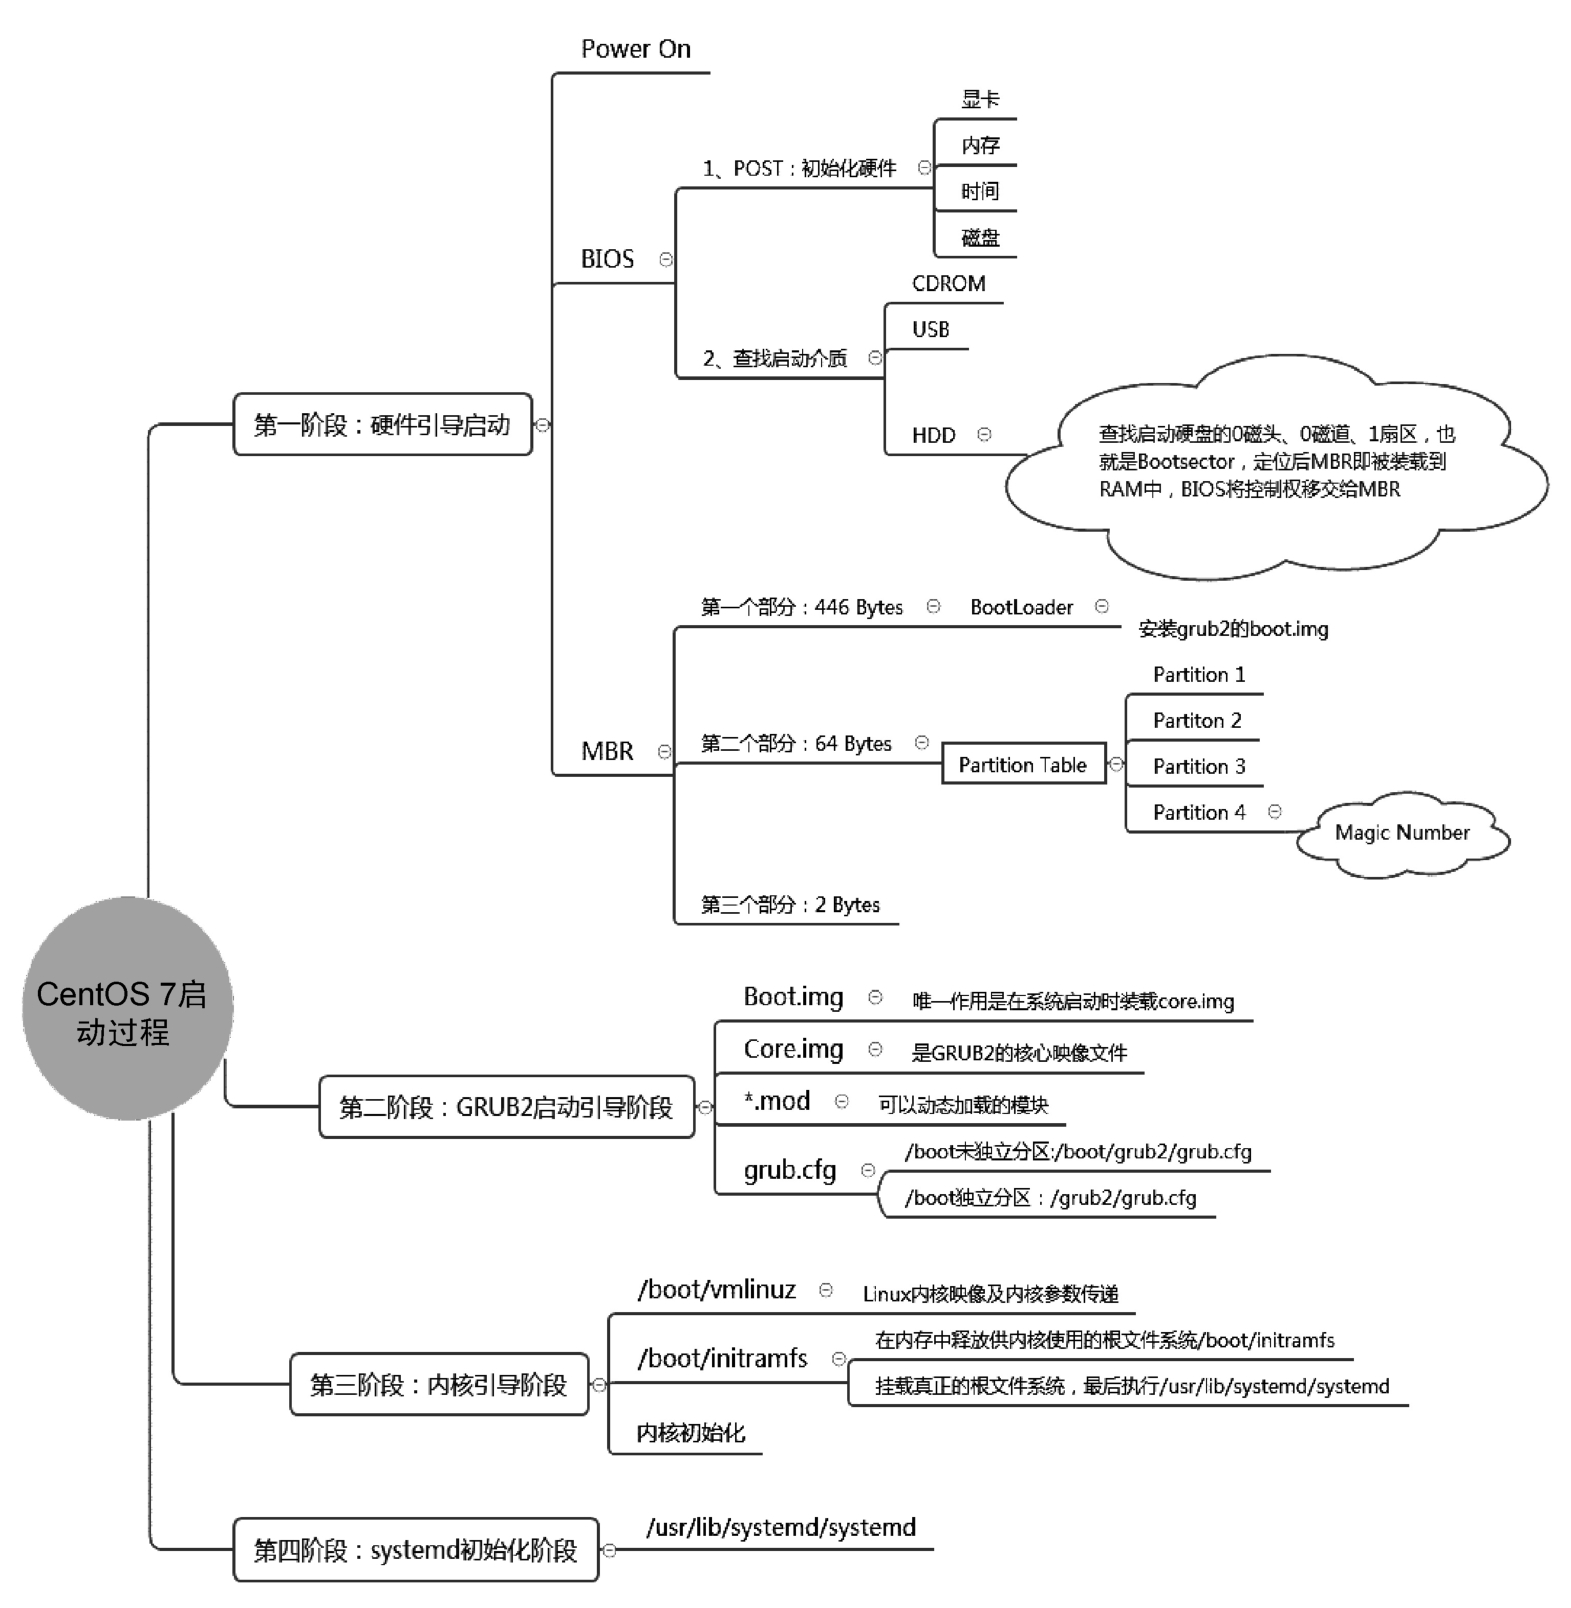 CentOS 7启
动过程
第一阶段：硬件引导启动
Power On
BIOS
1、POST：初始化硬件
显卡
内存
时间
磁盘
2、查找启动介质
CDROM
USB
HDD
查找启动硬盘的0磁头、0磁道、1扇区，也
就是Bootsector，定位后MBR即被装载到
RAM中，BIOS将控制权移交给MBR
MBR
第一个部分：446 Bytes
BootLoader
安装grub2的boot.img
第二个部分：64 Bytes
Partition Table
Partition 1
Partiton 2
Partition 3
Partition 4
Magic Number
第三个部分：2 Bytes
第二阶段：GRUB2启动引导阶段
Boot.img
唯一作用是在系统启动时装载core.img
Core.img
是GRUB2的核心映像文件
*.mod
可以动态加载的模块
grub.cfg
/boot未独立分区:/boot/grub2/grub.cfg
/boot独立分区：/grub2/grub.cfg
第三阶段：内核引导阶段
/boot/vmlinuz
Linux内核映像及内核参数传递
/boot/initramfs
在内存中释放供内核使用的根文件系统/boot/initramfs
挂载真正的根文件系统，最后执行/usr/lib/systemd/systemd
内核初始化
第四阶段：systemd初始化阶段
/usr/lib/systemd/systemd